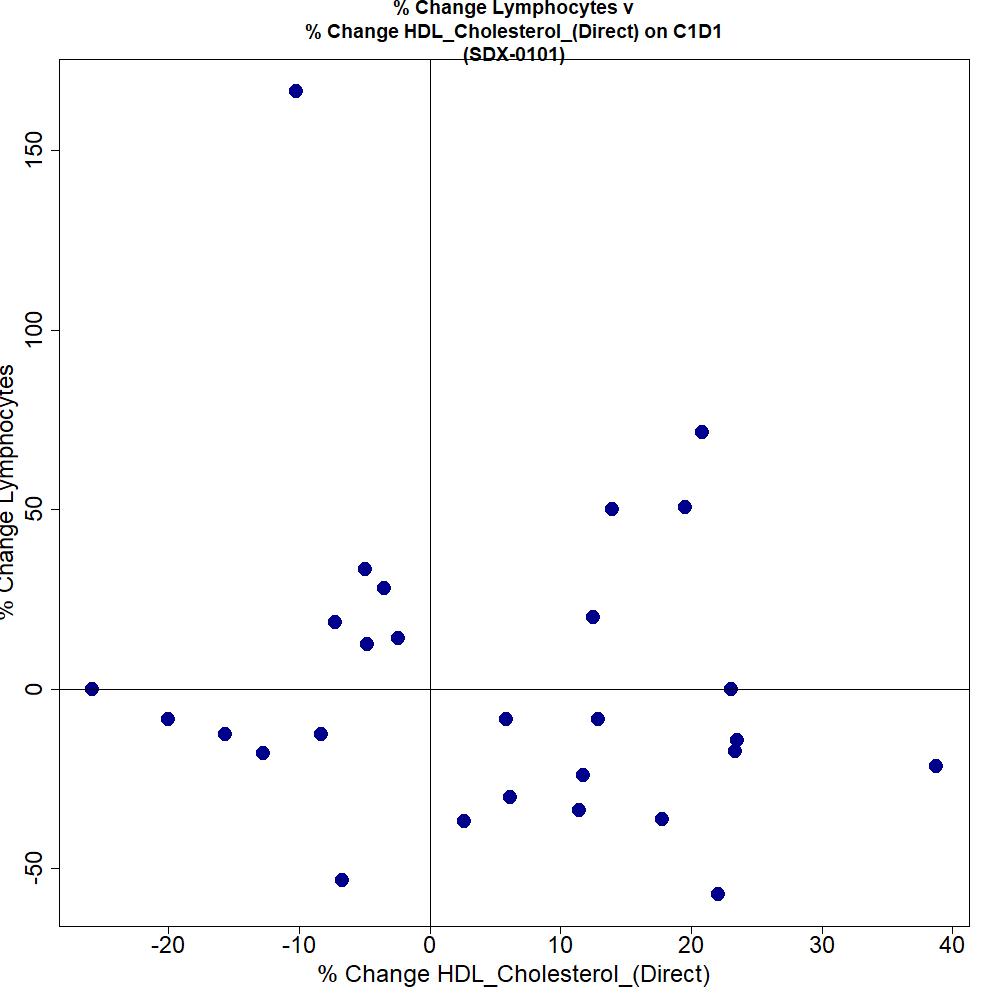 % Change Lymphocytes v
% Change HDL_Cholesterol_(Direct) on C1D1
(SDX-0101)
% Change Lymphocytes
150
100
50
0
-50
-20
-10
0
10
20
30
40
% Change HDL_Cholesterol_(Direct)